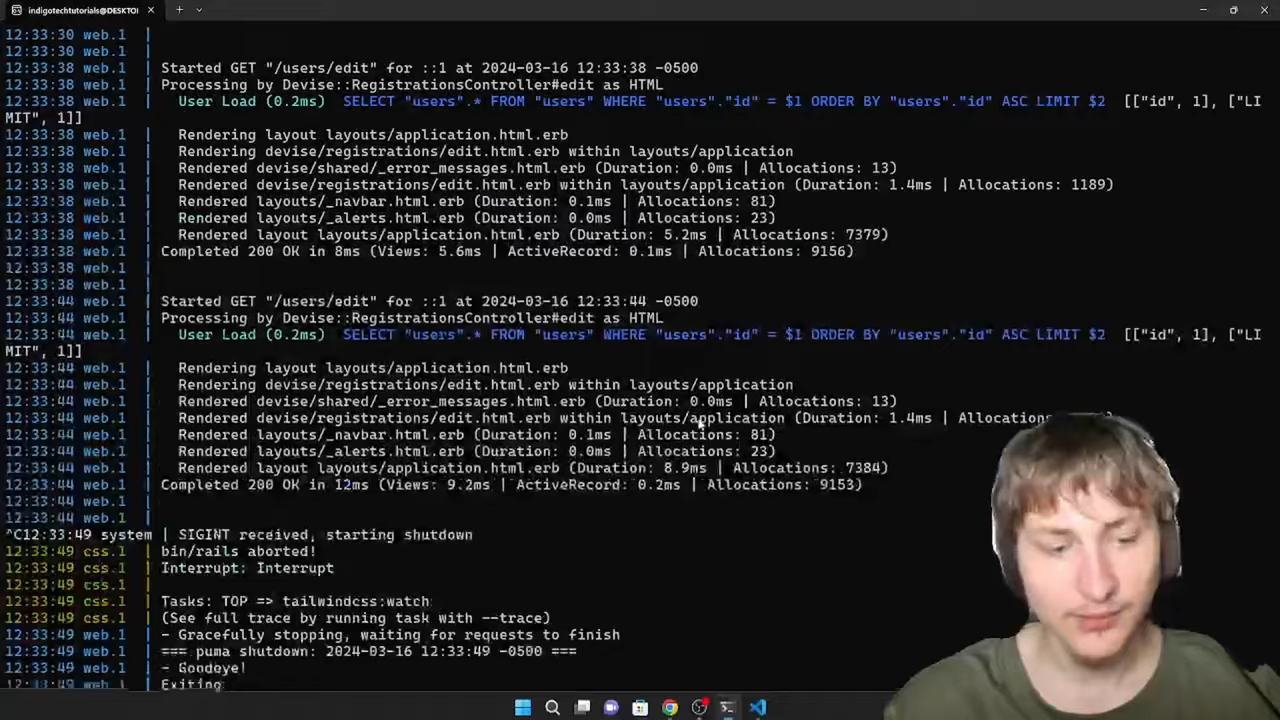 indigotechtutorials@DESKTO
12:33:30 web.1 |
12:33:30 web.1 |
12:33:38 web.1 | Started GET "/users/edit" for ::1 at 2024-03-16 12:33:38 -0500
12:33:38 web.1 | Processing by Devise::RegistrationsController#edit as HTML
12:33:38 web.1 |   User Load (0.2ms)  SELECT "users".* FROM "users" WHERE "users"."id" = $1 ORDER BY "users"."id" ASC LIMIT $2  [["id", 1], ["LI
MIT", 1]]
12:33:38 web.1 |   Rendering layout layouts/application.html.erb
12:33:38 web.1 |   Rendering devise/registrations/edit.html.erb within layouts/application
12:33:38 web.1 |   Rendered devise/shared/_error_messages.html.erb (Duration: 0.0ms | Allocations: 13)
12:33:38 web.1 |   Rendered devise/registrations/edit.html.erb within layouts/application (Duration: 1.4ms | Allocations: 1189)
12:33:38 web.1 |   Rendered layouts/_navbar.html.erb (Duration: 0.1ms | Allocations: 81)
12:33:38 web.1 |   Rendered layouts/_alerts.html.erb (Duration: 0.0ms | Allocations: 23)
12:33:38 web.1 |   Rendered layout layouts/application.html.erb (Duration: 5.2ms | Allocations: 7379)
12:33:38 web.1 | Completed 200 OK in 8ms (Views: 5.6ms | ActiveRecord: 0.1ms | Allocations: 9156)
12:33:38 web.1 |
12:33:38 web.1 |
12:33:44 web.1 | Started GET "/users/edit" for ::1 at 2024-03-16 12:33:44 -0500
12:33:44 web.1 | Processing by Devise::RegistrationsController#edit as HTML
12:33:44 web.1 |   User Load (0.2ms)  SELECT "users".* FROM "users" WHERE "users"."id" = $1 ORDER BY "users"."id" ASC LIMIT $2  [["id", 1], ["LI
MIT", 1]]
12:33:44 web.1 |   Rendering layout layouts/application.html.erb
12:33:44 web.1 |   Rendering devise/registrations/edit.html.erb within layouts/application
12:33:44 web.1 |   Rendered devise/shared/_error_messages.html.erb (Duration: 0.0ms | Allocations: 13)
12:33:44 web.1 |   Rendered devise/registrations/edit.html.erb within layouts/application (Duration: 1.4ms | Allocations:
12:33:44 web.1 |   Rendered layouts/_navbar.html.erb (Duration: 0.1ms | Allocations: 81)
12:33:44 web.1 |   Rendered layouts/_alerts.html.erb (Duration: 0.0ms | Allocations: 23)
12:33:44 web.1 |   Rendered layout layouts/application.html.erb (Duration: 8.9ms | Allocations: 7384)
12:33:44 web.1 | Completed 200 OK in 12ms (Views: 9.2ms | ActiveRecord: 0.2ms | Allocations: 9153)
12:33:44 web.1 |
12:33:44 web.1 |
^C12:33:49 system | SIGINT received, starting shutdown
12:33:49 css.1 | bin/rails aborted!
12:33:49 css.1 | Interrupt: Interrupt
12:33:49 css.1 |
12:33:49 css.1 | Tasks: TOP => tailwindcss:watch
12:33:49 css.1 | (See full trace by running task with --trace)
12:33:49 web.1 | - Gracefully stopping, waiting for requests to finish
12:33:49 web.1 | === puma shutdown: 2024-03-16 12:33:49 -0500 ===
12:33:49 web.1 | - Goodbye!
12:33:49 web.1 | Exiting